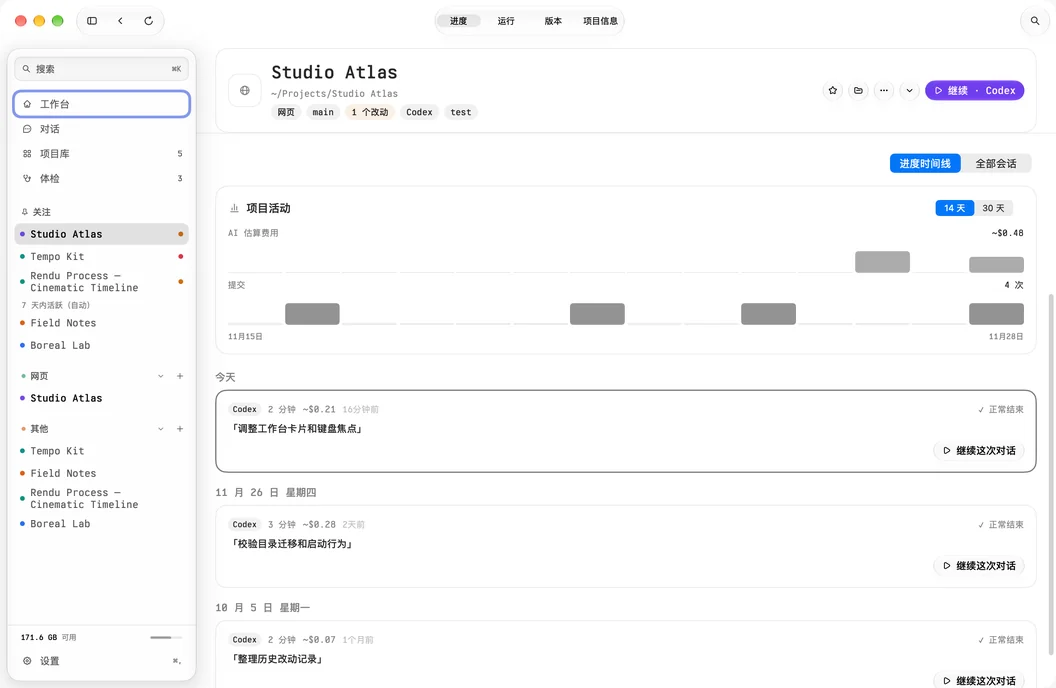 进度
运行
版本
项目信息
搜索 ⌘K
工作台
对话
项目库 5
体检 3
关注
Studio Atlas
Tempo Kit
Rendu Process —
Cinematic Timeline
7 天内活跃（自动）
Field Notes
Boreal Lab
网页
Studio Atlas
其他
Tempo Kit
Field Notes
Rendu Process —
Cinematic Timeline
Boreal Lab
171.6 GB 可用
设置 ⌘,
Studio Atlas
~/Projects/Studio Atlas
网页 main 1 个改动 Codex test
继续 · Codex
进度时间线 全部会话
项目活动
14 天 30 天
AI 估算费用 ~$0.48
提交 4 次
11月15日 11月28日
今天
Codex 2 分钟 ~$0.21 16分钟前 ✓ 正常结束
「调整工作台卡片和键盘焦点」
继续这次对话
11 月 26 日 星期四
Codex 3 分钟 ~$0.28 2天前 ✓ 正常结束
「校验目录迁移和启动行为」
继续这次对话
10 月 5 日 星期一
Codex 2 分钟 ~$0.07 1个月前 ✓ 正常结束
「整理历史改动记录」
继续这次对话